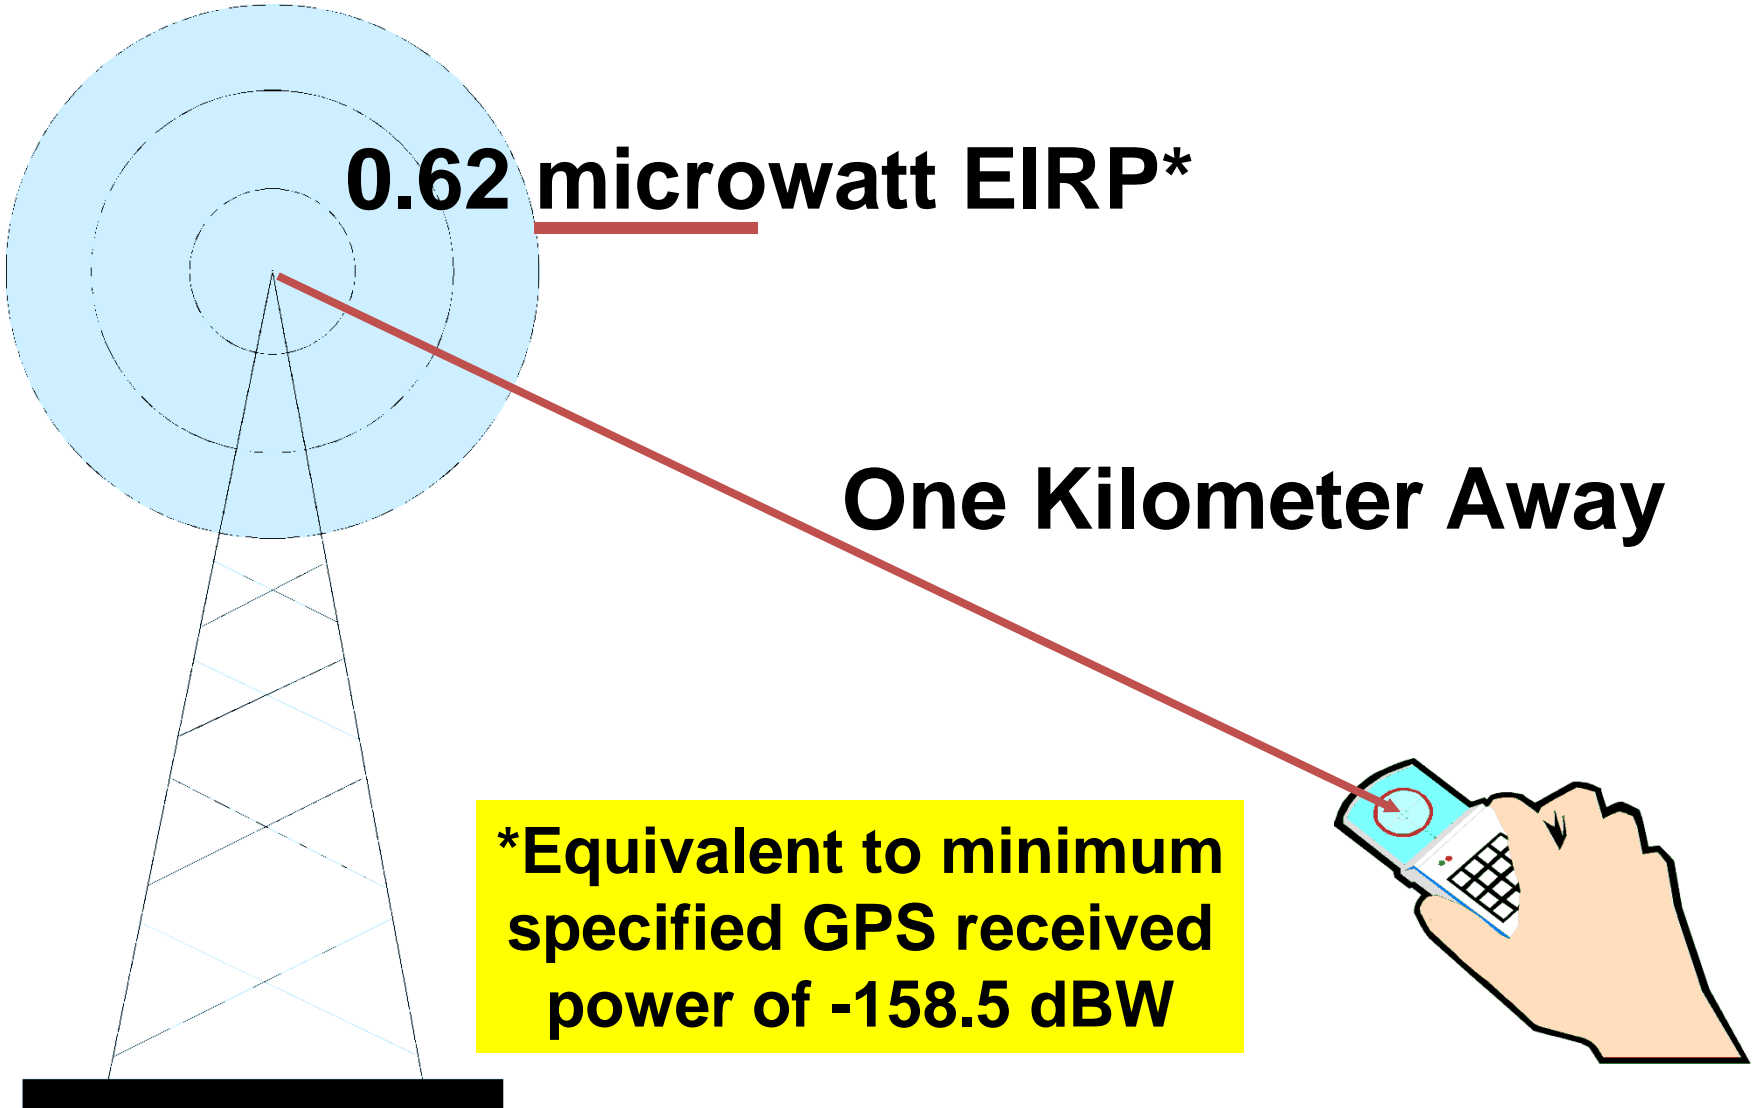 0.62 microwatt EIRP*
One Kilometer Away
*Equivalent to minimum
specified GPS received
power of -158.5 dBW